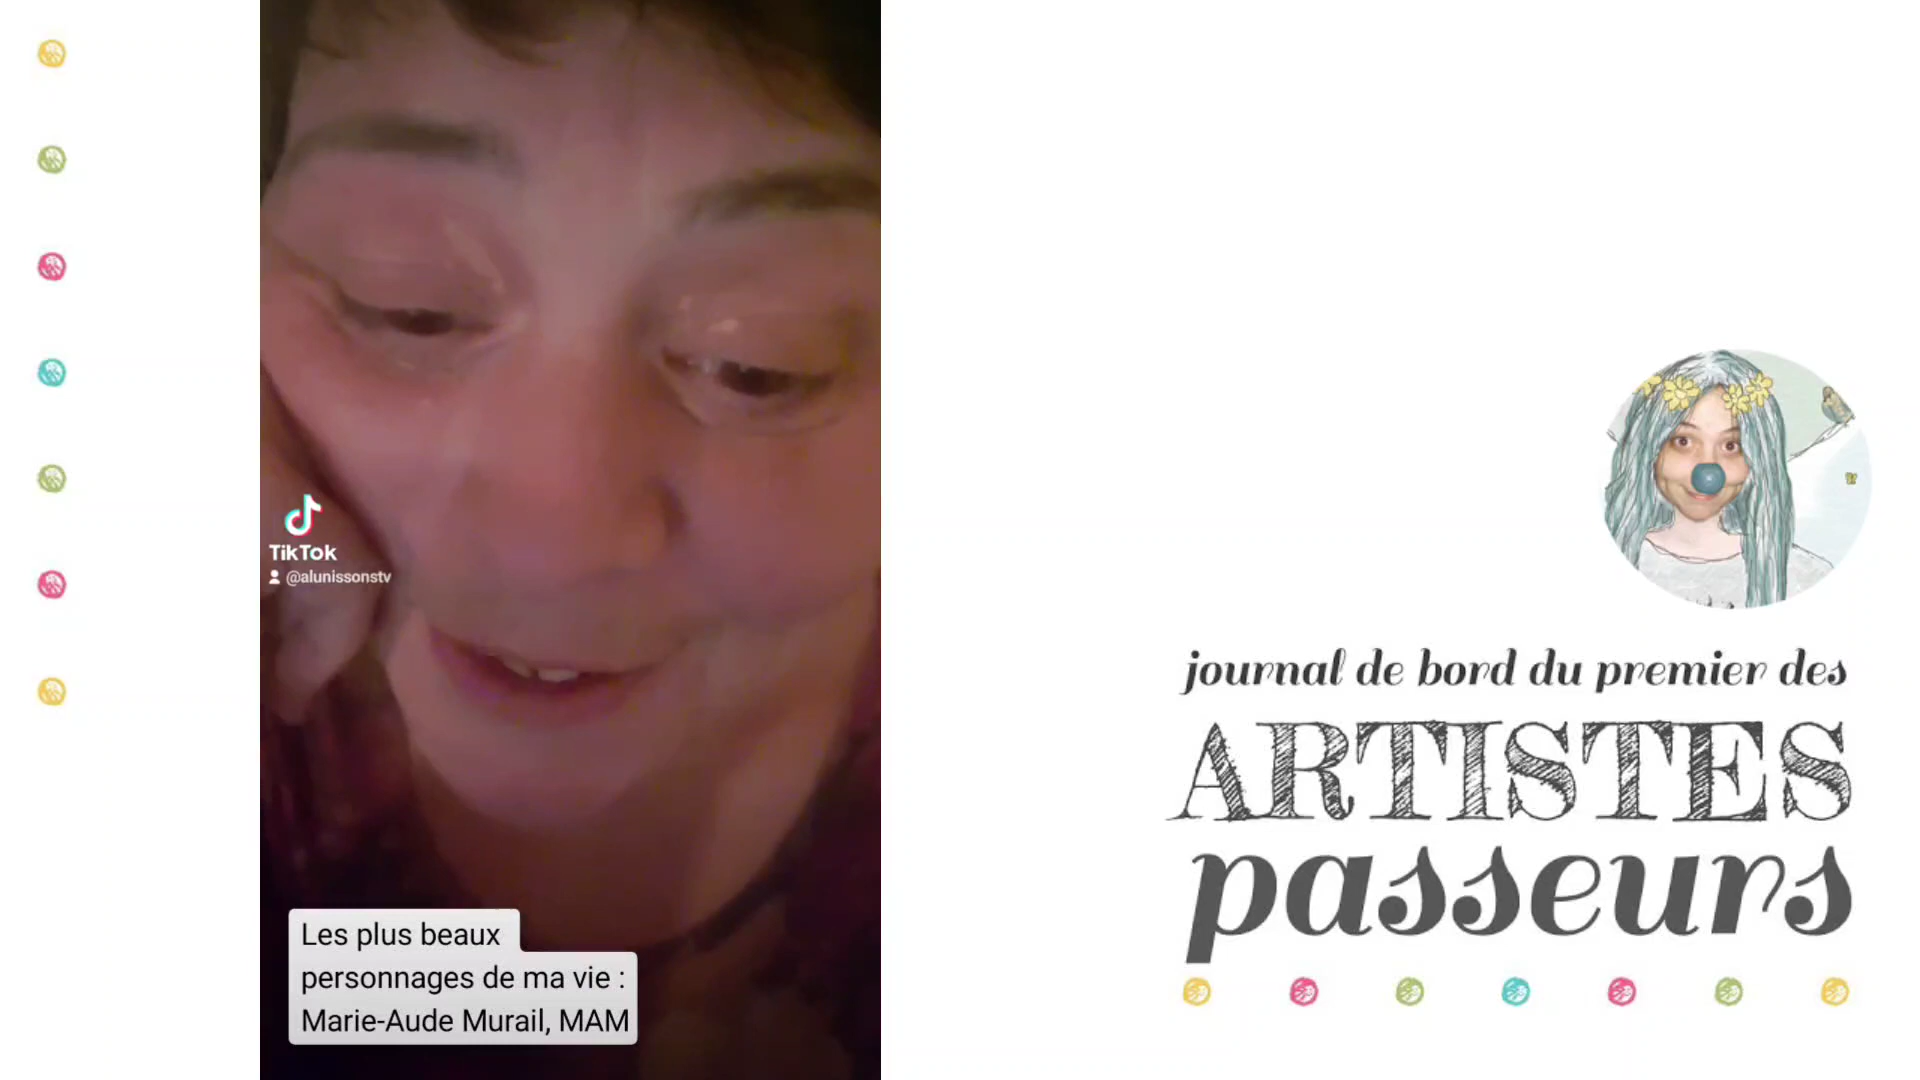 TikTok
@alunissonstv
Les plus beaux
personnages de ma vie :
Marie-Aude Murail, MAM
journal de bord du premier des
ARTISTES
passeurs